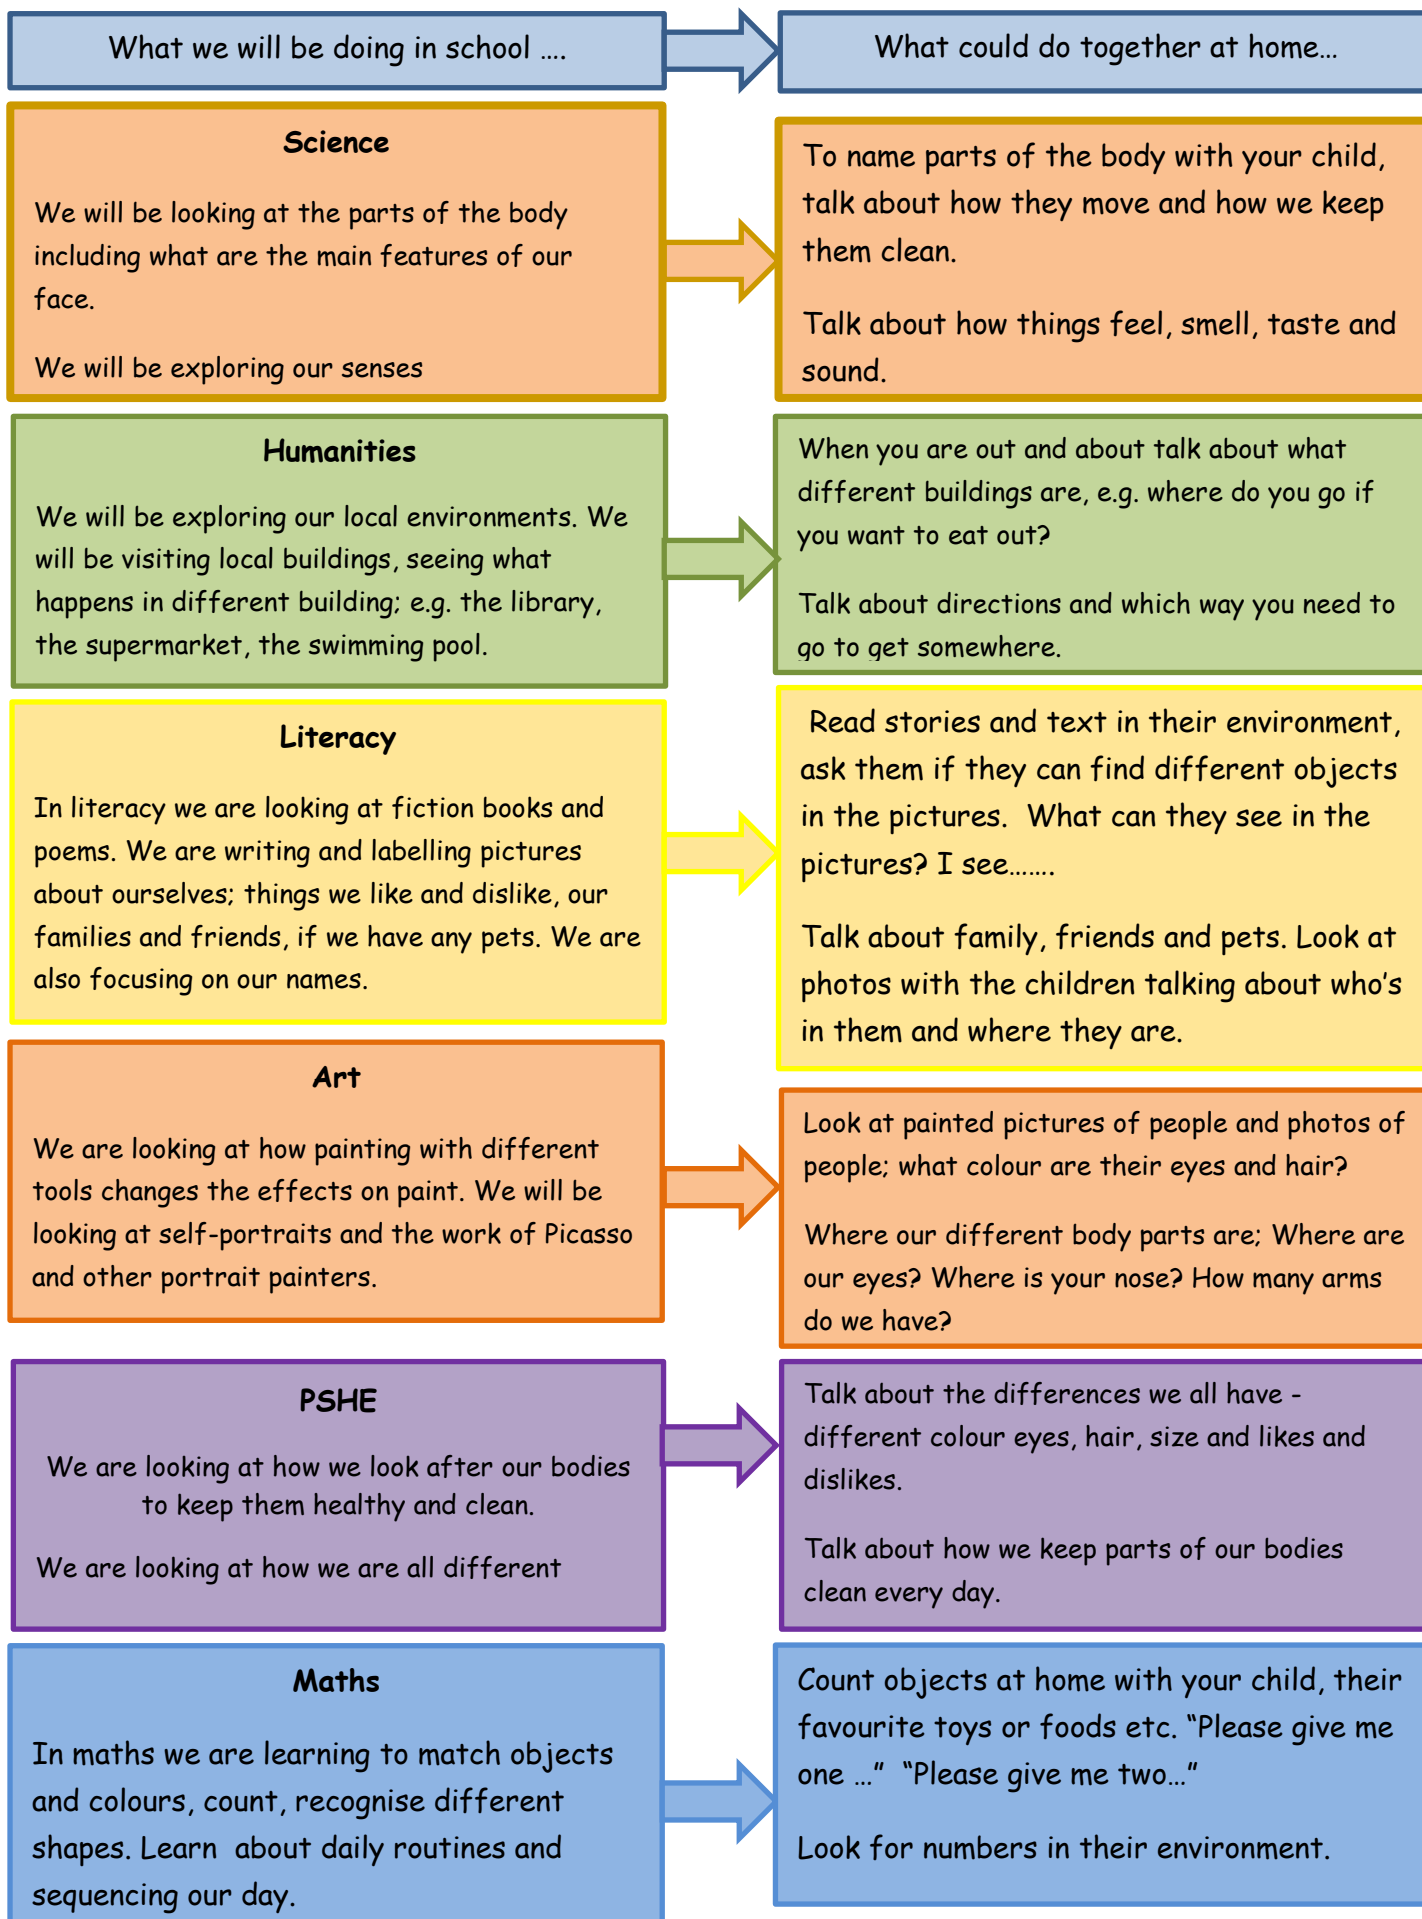 What we will be doing in school ….
What could do together at home…
Science
We will be looking at the parts of the body
including what are the main features of our
face.
We will be exploring our senses
To name parts of the body with your child,
talk about how they move and how we keep
them clean.
Talk about how things feel, smell, taste and
sound.
Humanities
We will be exploring our local environments. We
will be visiting local buildings, seeing what
happens in different building; e.g. the library,
the supermarket, the swimming pool.
When you are out and about talk about what
different buildings are, e.g. where do you go if
you want to eat out?
Talk about directions and which way you need to
go to get somewhere.
Literacy
In literacy we are looking at fiction books and
poems. We are writing and labelling pictures
about ourselves; things we like and dislike, our
families and friends, if we have any pets. We are
also focusing on our names.
Read stories and text in their environment,
ask them if they can find different objects
in the pictures.  What can they see in the
pictures? I see…….
Talk about family, friends and pets. Look at
photos with the children talking about who’s
in them and where they are.
Art
We are looking at how painting with different
tools changes the effects on paint. We will be
looking at self-portraits and the work of Picasso
and other portrait painters.
Look at painted pictures of people and photos of
people; what colour are their eyes and hair?
Where our different body parts are; Where are
our eyes? Where is your nose? How many arms
do we have?
PSHE
We are looking at how we look after our bodies
to keep them healthy and clean.
We are looking at how we are all different
Talk about the differences we all have -
different colour eyes, hair, size and likes and
dislikes.
Talk about how we keep parts of our bodies
clean every day.
Maths
In maths we are learning to match objects
and colours, count, recognise different
shapes. Learn  about daily routines and
sequencing our day.
Count objects at home with your child, their
favourite toys or foods etc. “Please give me
one …”  “Please give me two…”
Look for numbers in their environment.